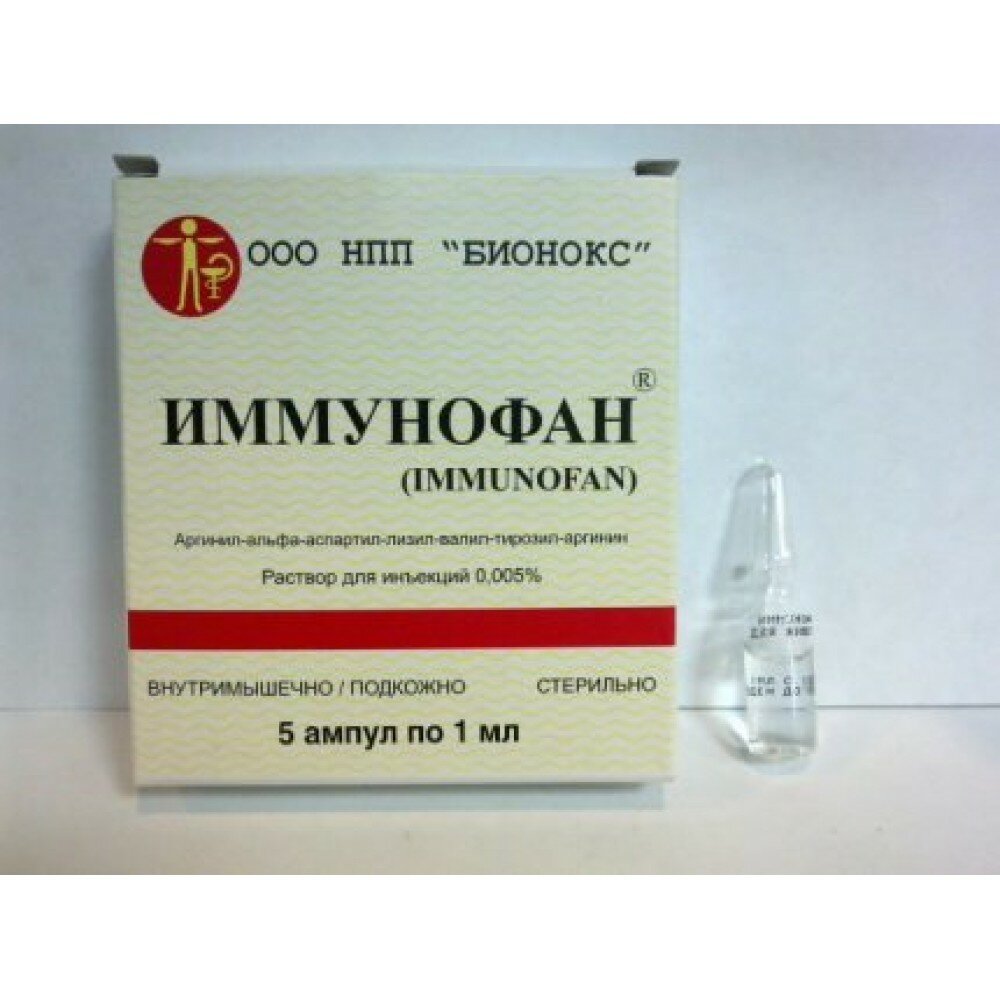 ООО НПП "БИОНОКС"
ИММУНОФАН®
(IMMUNOFAN)
Аргинил-альфа-аспартил-лизил-валил-тирозил-аргинин
Раствор для инъекций 0,005%
ВНУТРИМЫШЕЧНО / ПОДКОЖНО СТЕРИЛЬНО
5 ампул по 1 мл